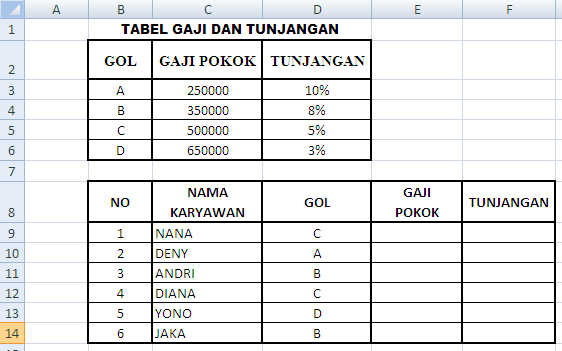 A B C D E F
1 TABEL GAJI DAN TUNJANGAN
2 GOL GAJI POKOK TUNJANGAN
3 A 250000 10%
4 B 350000 8%
5 C 500000 5%
6 D 650000 3%
7
8 NO NAMA KARYAWAN GOL GAJI POKOK TUNJANGAN
9 1 NANA C
10 2 DENY A
11 3 ANDRI B
12 4 DIANA C
13 5 YONO D
14 6 JAKA B